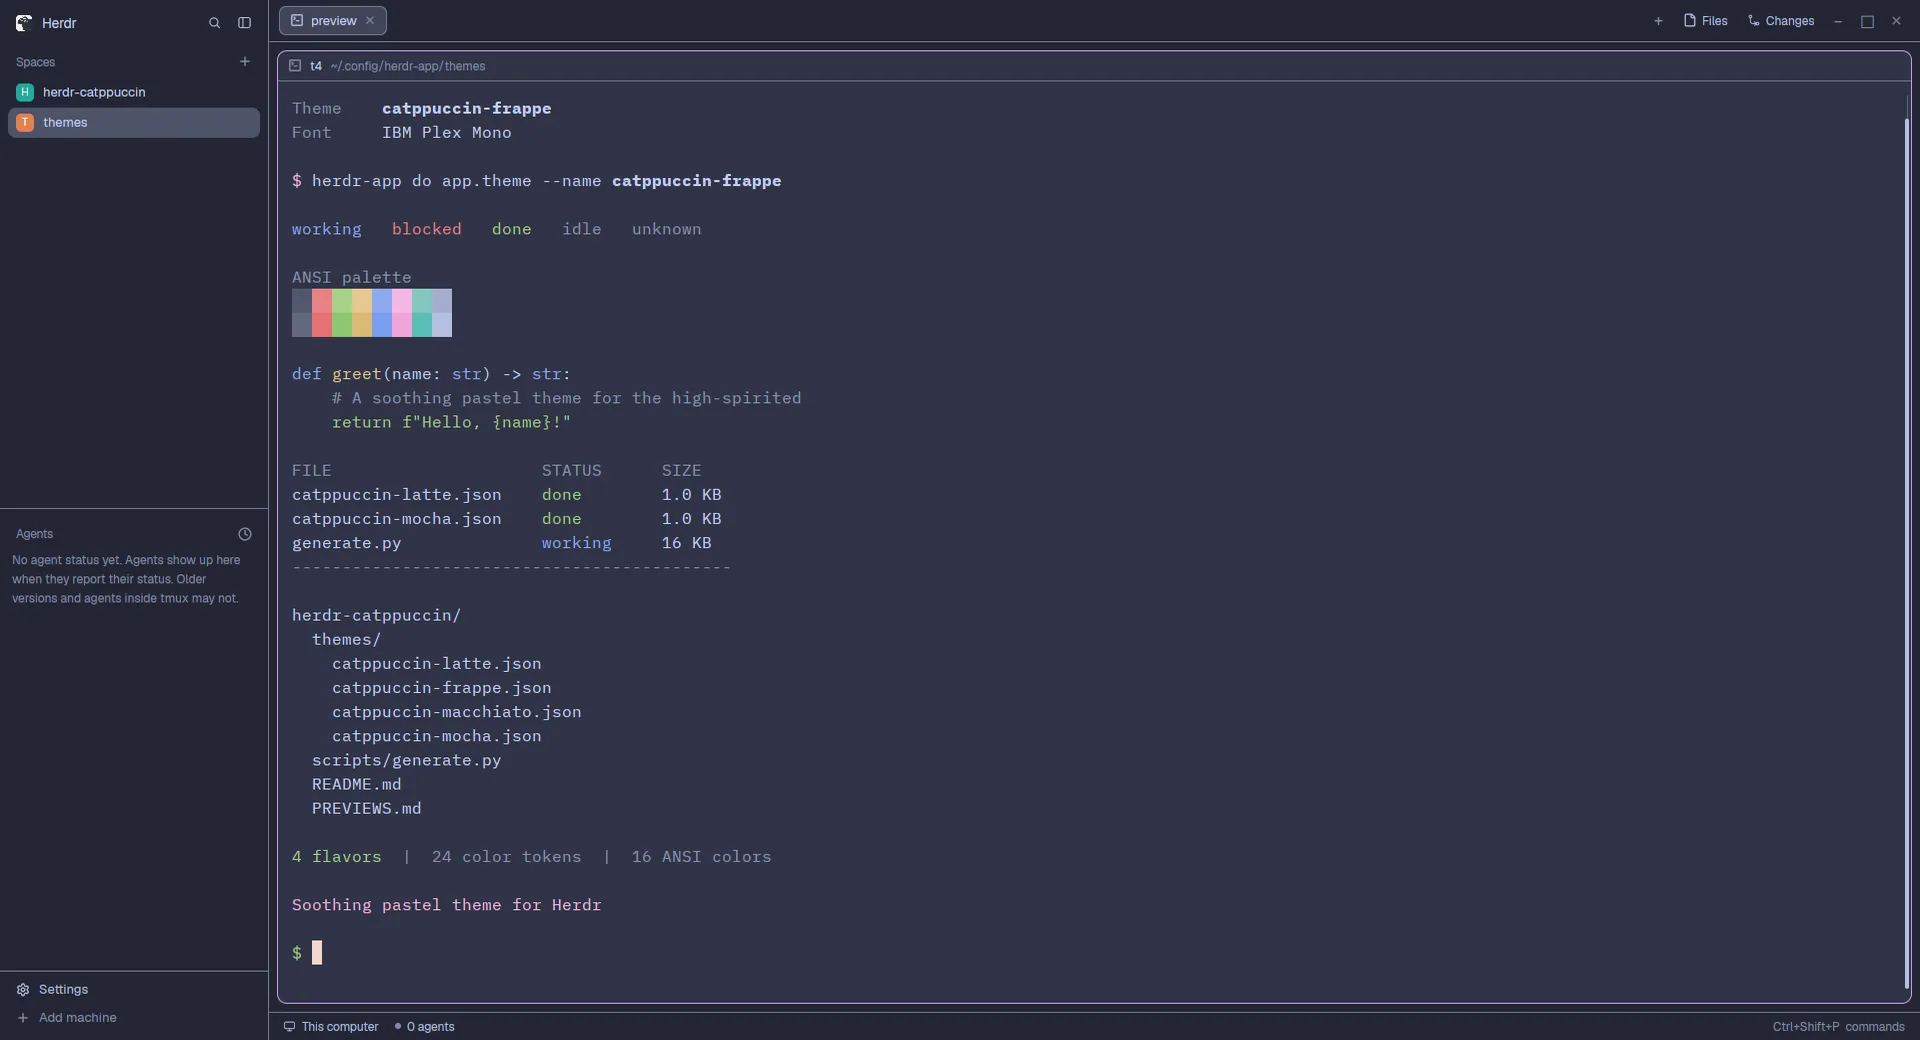 Herdr
Spaces
H herdr-catppuccin
T themes
Agents
No agent status yet. Agents show up here
when they report their status. Older
versions and agents inside tmux may not.
Settings
Add machine
preview
Files
Changes
t4 ~/.config/herdr-app/themes
Theme catppuccin-frappe
Font IBM Plex Mono
$ herdr-app do app.theme --name catppuccin-frappe
working blocked done idle unknown
ANSI palette
def greet(name: str) -> str:
# A soothing pastel theme for the high-spirited
return f"Hello, {name}!"
FILE STATUS SIZE
catppuccin-latte.json done 1.0 KB
catppuccin-mocha.json done 1.0 KB
generate.py working 16 KB
--------------------------------------------
herdr-catppuccin/
themes/
catppuccin-latte.json
catppuccin-frappe.json
catppuccin-macchiato.json
catppuccin-mocha.json
scripts/generate.py
README.md
PREVIEWS.md
4 flavors | 24 color tokens | 16 ANSI colors
Soothing pastel theme for Herdr
$
This computer
0 agents
Ctrl+Shift+P commands